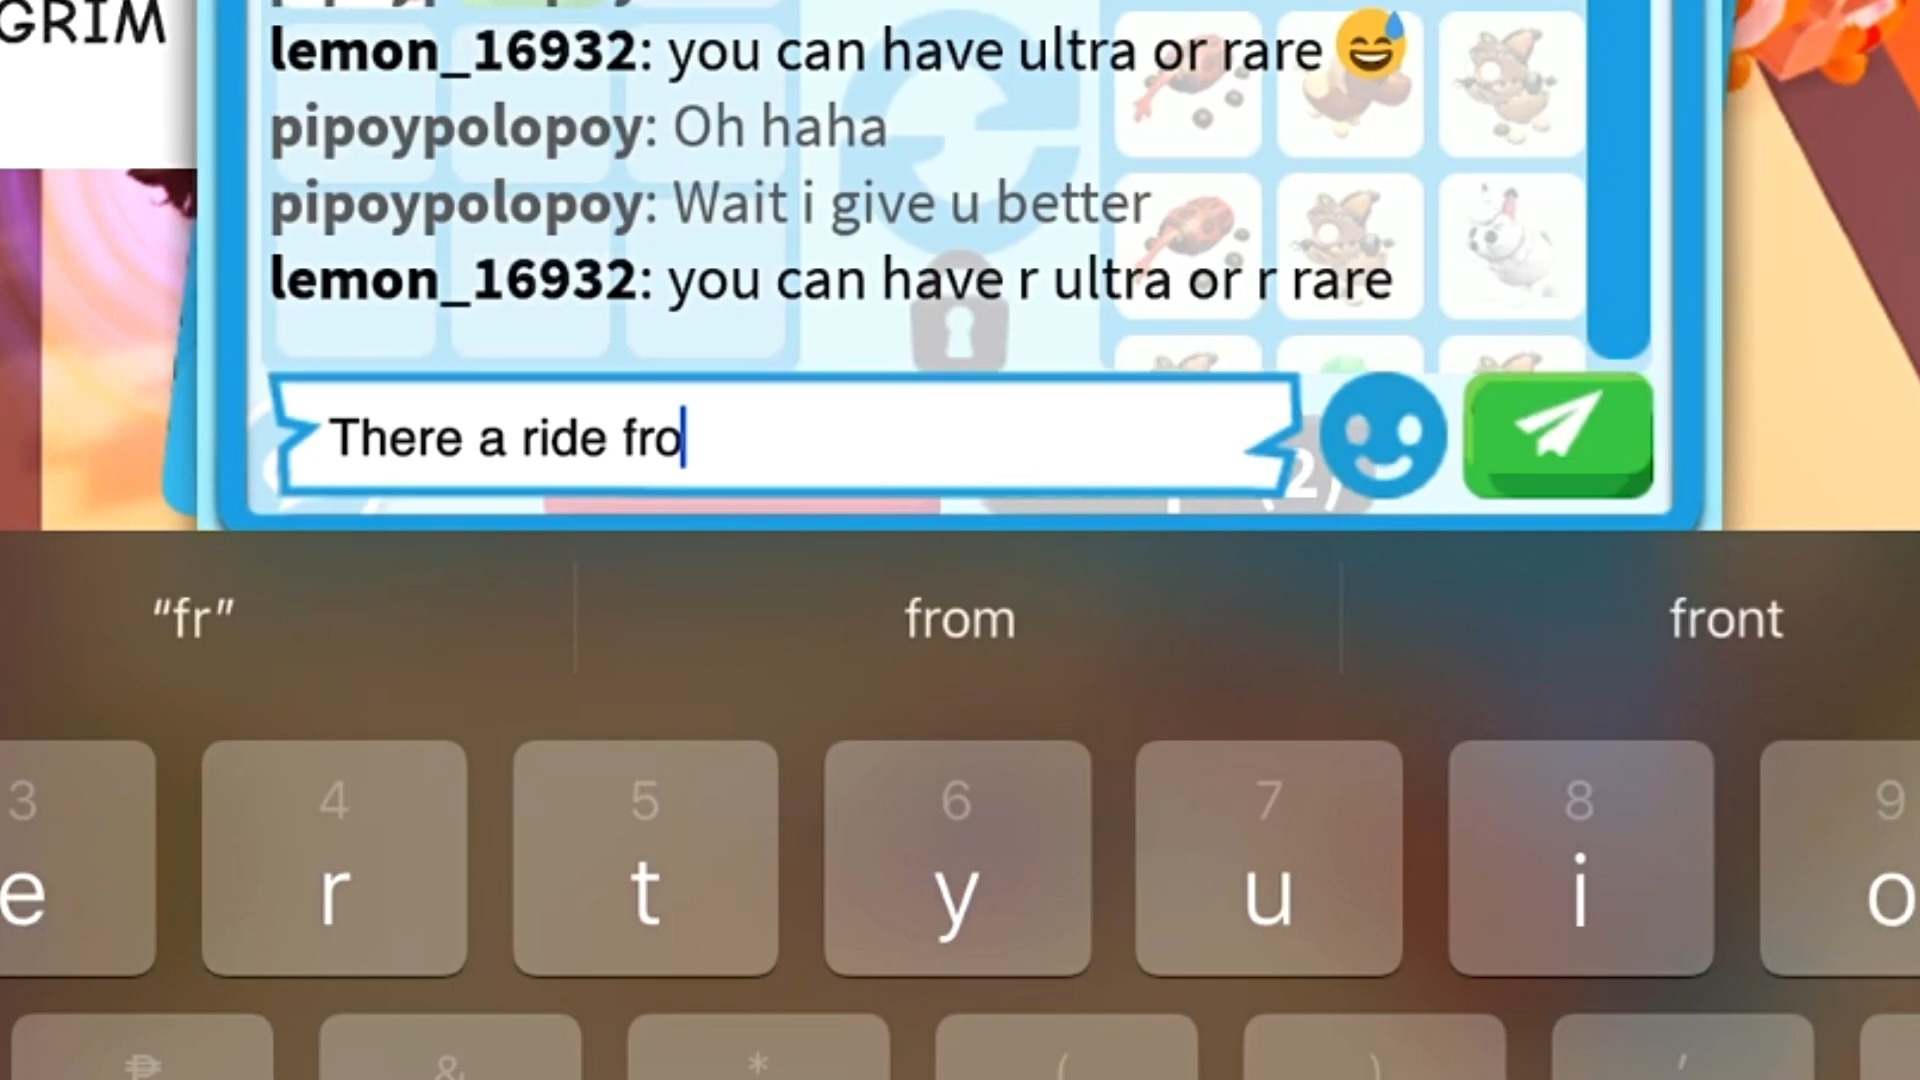 GRIM
lemon_16932: you can have ultra or rare 😅
pipoypolopoy: Oh haha
pipoypolopoy: Wait i give u better
lemon_16932: you can have r ultra or r rare
There a ride fro
2)
"fr" from front
3 4 5 6 7 8 9
e r t y u i o
₱ & * ( ) '